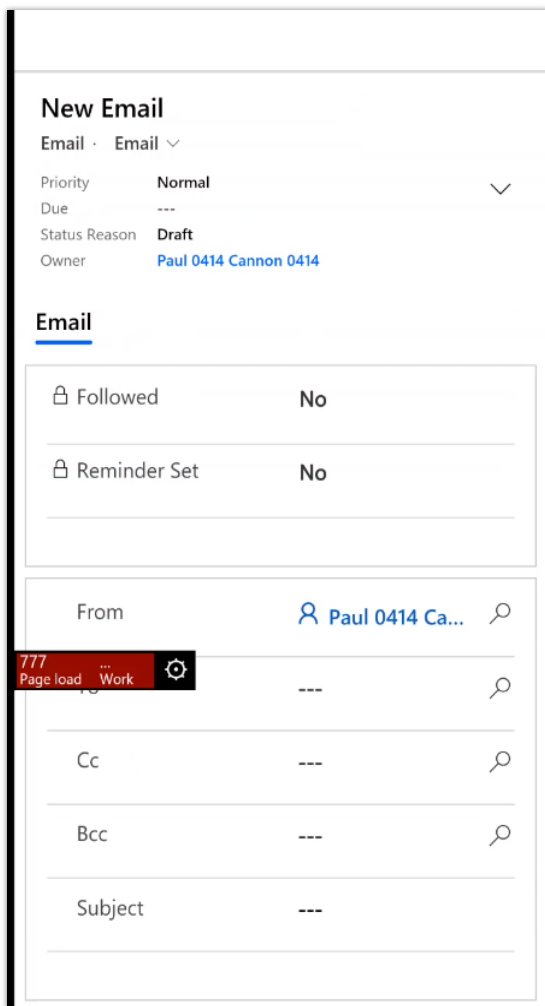 New Email
Email · Email
Priority Normal
Due ---
Status Reason Draft
Owner Paul 0414 Cannon 0414
Email
Followed No
Reminder Set No
From Paul 0414 Ca...
777 ...
Page load Work
---
Cc ---
Bcc ---
Subject ---